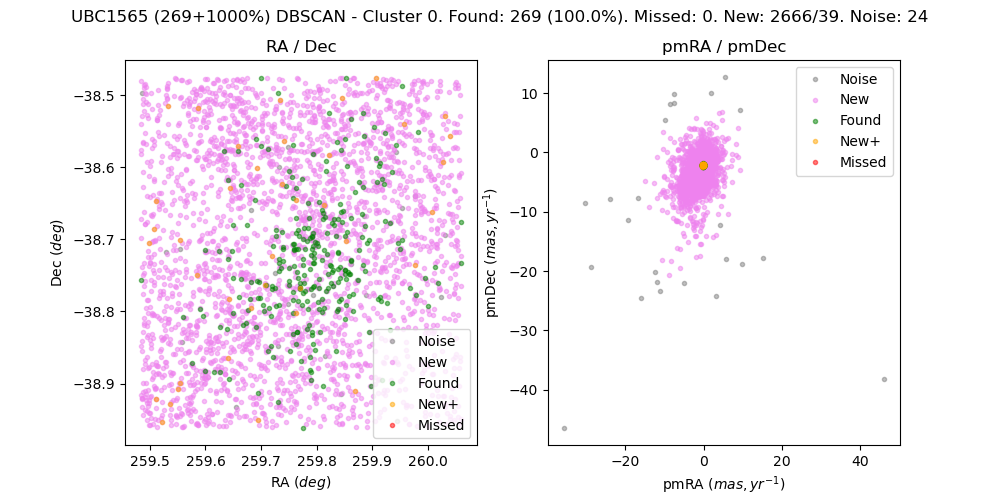 UBC1565 (269+1000%) DBSCAN - Cluster 0. Found: 269 (100.0%). Missed: 0. New: 2666/39. Noise: 24
RA / Dec
−38.5
−38.6
−38.7
−38.8
−38.9
Dec (deg)
Noise
New
Found
New+
Missed
259.5 259.6 259.7 259.8 259.9 260.0
RA (deg)
pmRA / pmDec
10
0
−10
−20
−30
−40
pmDec (mas, yr⁻¹)
Noise
New
Found
New+
Missed
−20 0 20 40
pmRA (mas, yr⁻¹)